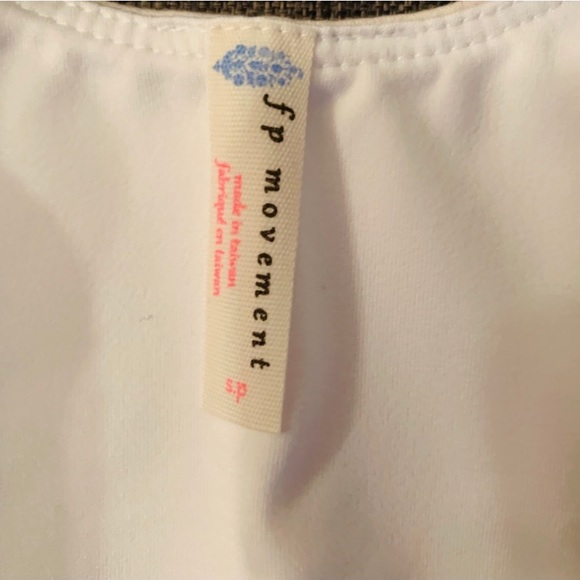 fp movement
made in taiwan
fabriqué en taiwan